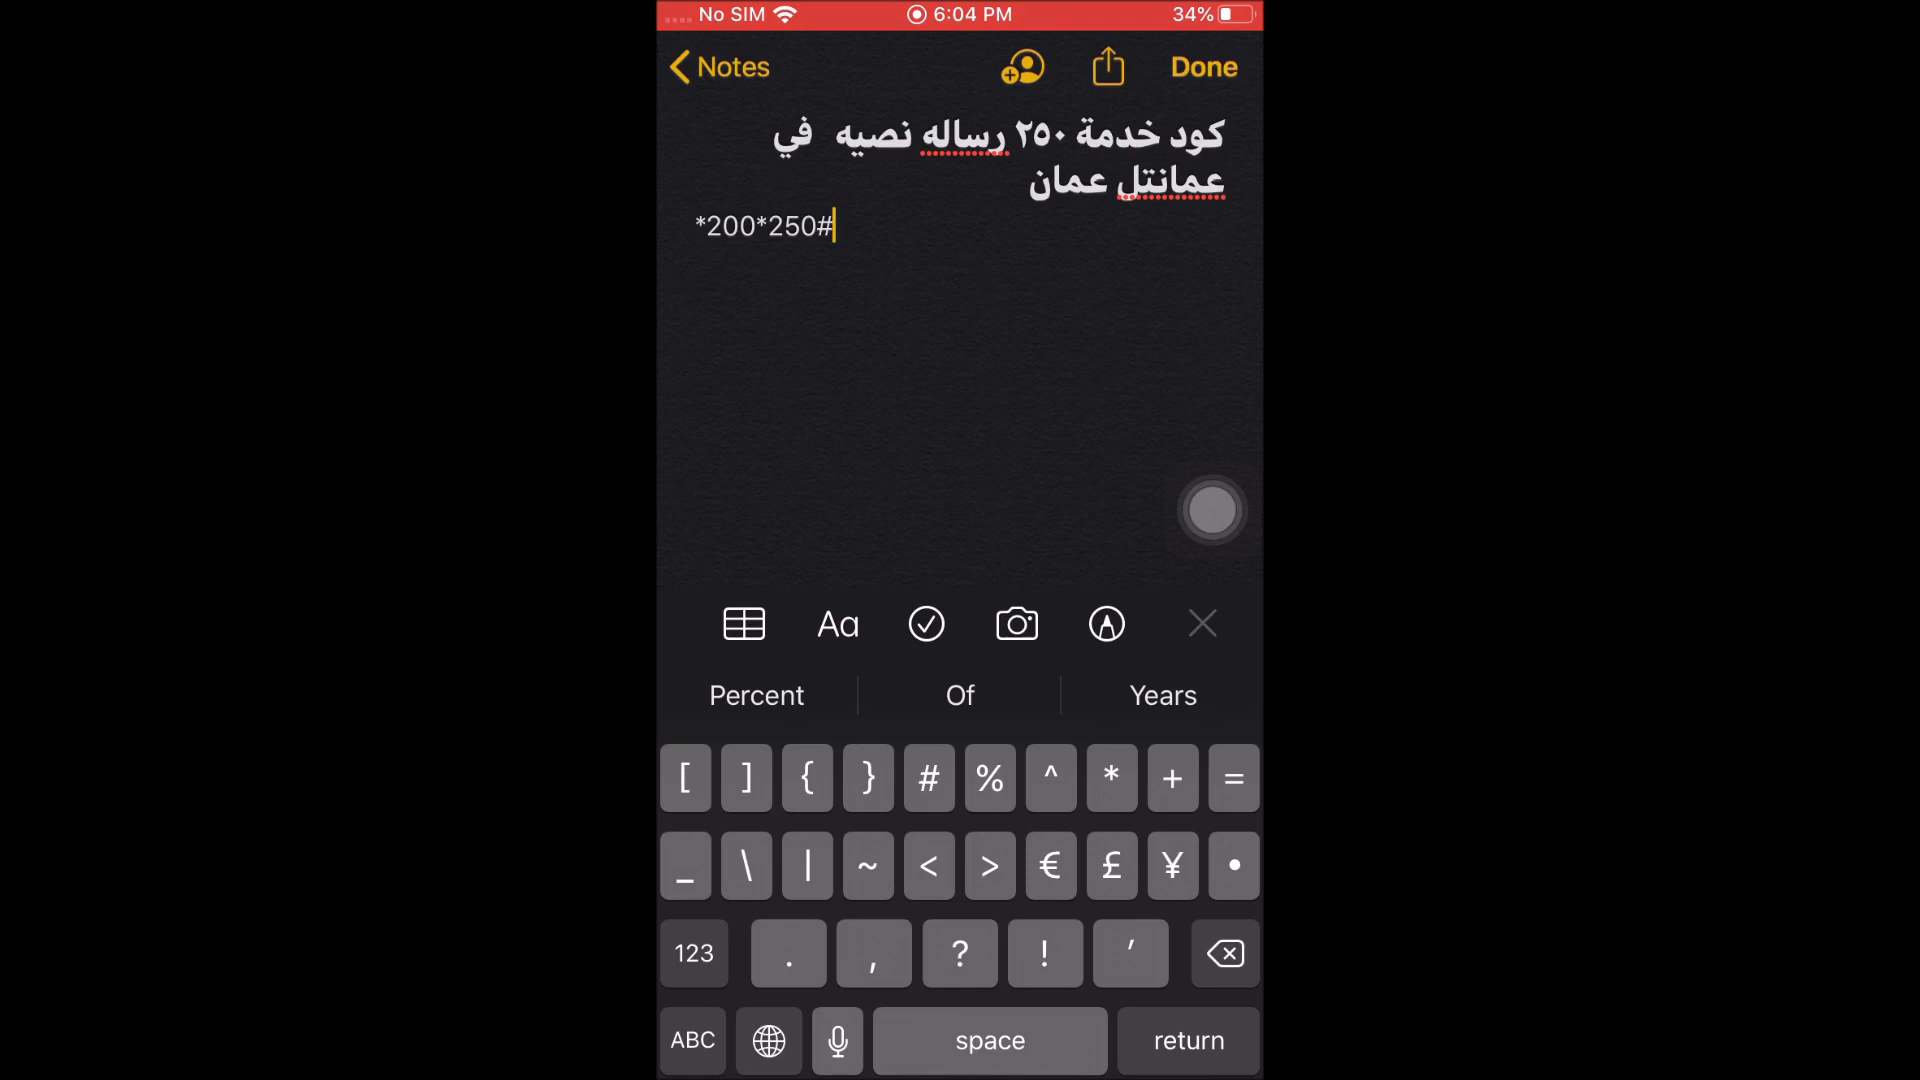 No SIM 6:04 PM 34%
Notes Done
كود خدمة ٢٥٠ رساله نصيه في
عمانتل عمان
*200*250#
Aa
Percent Of Years
[ ] { } # % ^ * + =
_ \ | ~ < > € £ ¥ •
123 . , ? ! ’
ABC space return